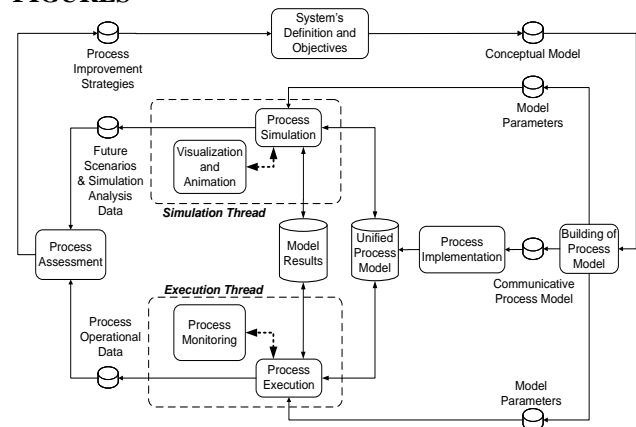 FIGURES
System's
Definition and
Objectives
Process
Improvement
Strategies
Conceptual Model
Model
Parameters
Process
Simulation
Visualization
and
Animation
Simulation Thread
Future
Scenarios
& Simulation
Analysis
Data
Process
Assessment
Model
Results
Unified
Process
Model
Process
Implementation
Building of
Process
Model
Communicative
Process Model
Execution Thread
Process
Monitoring
Process
Operational
Data
Process
Execution
Model
Parameters